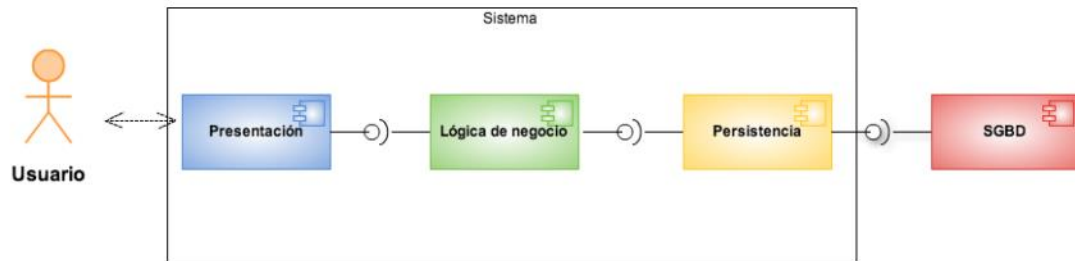 Sistema
Presentación
Lógica de negocio
Persistencia
SGBD
Usuario